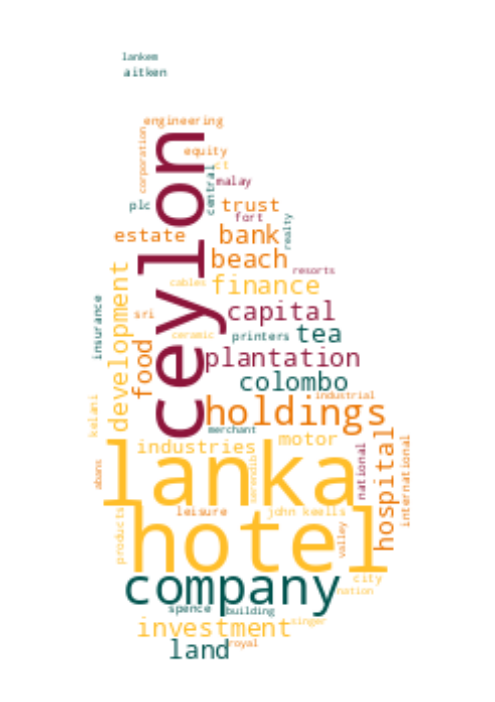 lankem
aitken
engineering
corporation
equity
it
central
malay
ceylon
plc
trust
fort
realty
estate
bank
beach
resorts
cables
finance
insurance
development
sri
capital
ceramic
printers
tea
food
plantation
colombo
industrial
kelani
holdings
merchant
industries
motor
lanka
serendib
national
hospital
international
abans
products
leisure
john keells
valley
hotel
city
nation
company
spence
building
investment
singer
land
royal